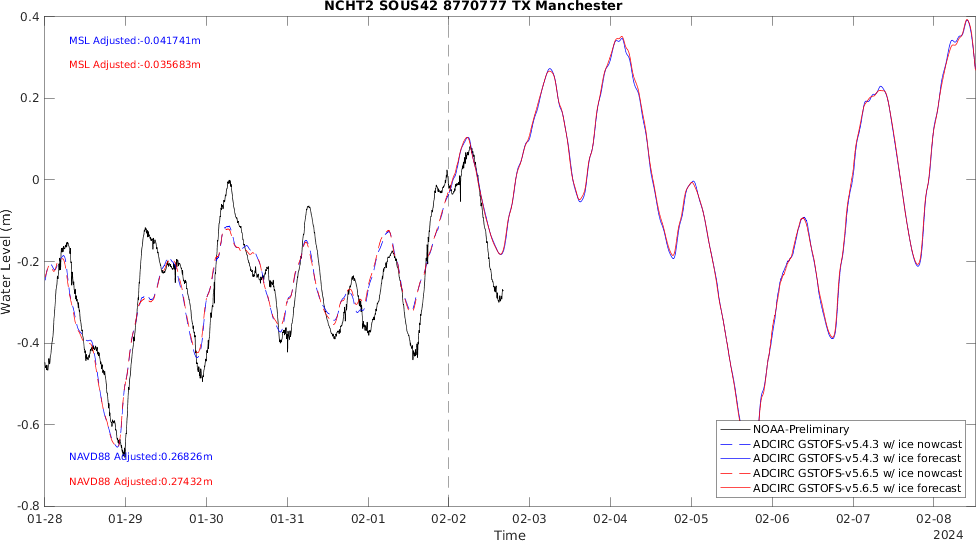 NCHT2 SOUS42 8770777 TX Manchester
MSL Adjusted:-0.041741m
MSL Adjusted:-0.035683m
0.4
0.2
0
-0.2
-0.4
-0.6
-0.8
Water Level (m)
NAVD88 Adjusted:0.26826m
NAVD88 Adjusted:0.27432m
NOAA-Preliminary
ADCIRC GSTOFS-v5.4.3 w/ ice nowcast
ADCIRC GSTOFS-v5.4.3 w/ ice forecast
ADCIRC GSTOFS-v5.6.5 w/ ice nowcast
ADCIRC GSTOFS-v5.6.5 w/ ice forecast
01-28 01-29 01-30 01-31 02-01 02-02 02-03 02-04 02-05 02-06 02-07 02-08
Time
2024